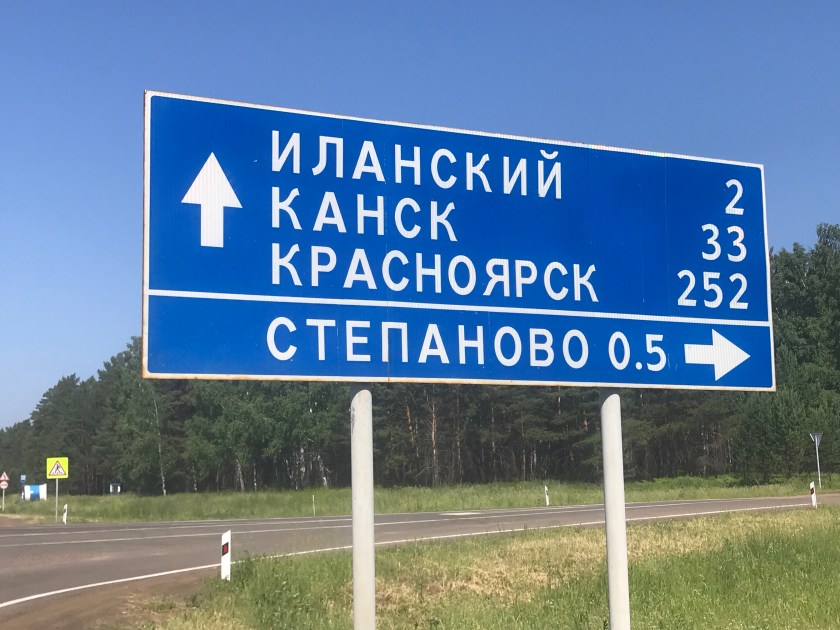 ИЛАНСКИЙ 2
КАНСК 33
КРАСНОЯРСК 252
СТЕПАНОВО 0.5